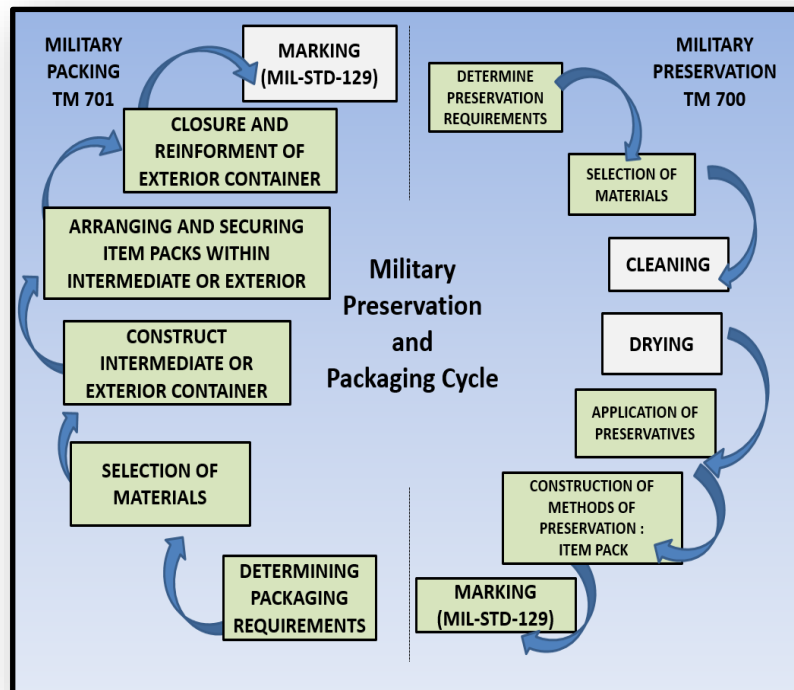 MILITARY
PACKING
TM 701
MARKING
(MIL-STD-129)
CLOSURE AND
REINFORMENT OF
EXTERIOR CONTAINER
ARRANGING AND SECURING
ITEM PACKS WITHIN
INTERMEDIATE OR EXTERIOR
CONSTRUCT
INTERMEDIATE OR
EXTERIOR CONTAINER
SELECTION OF
MATERIALS
DETERMINING
PACKAGING
REQUIREMENTS
Military
Preservation
and
Packaging Cycle
MILITARY
PRESERVATION
TM 700
DETERMINE
PRESERVATION
REQUIREMENTS
SELECTION OF
MATERIALS
CLEANING
DRYING
APPLICATION OF
PRESERVATIVES
CONSTRUCTION OF
METHODS OF
PRESERVATION :
ITEM PACK
MARKING
(MIL-STD-129)